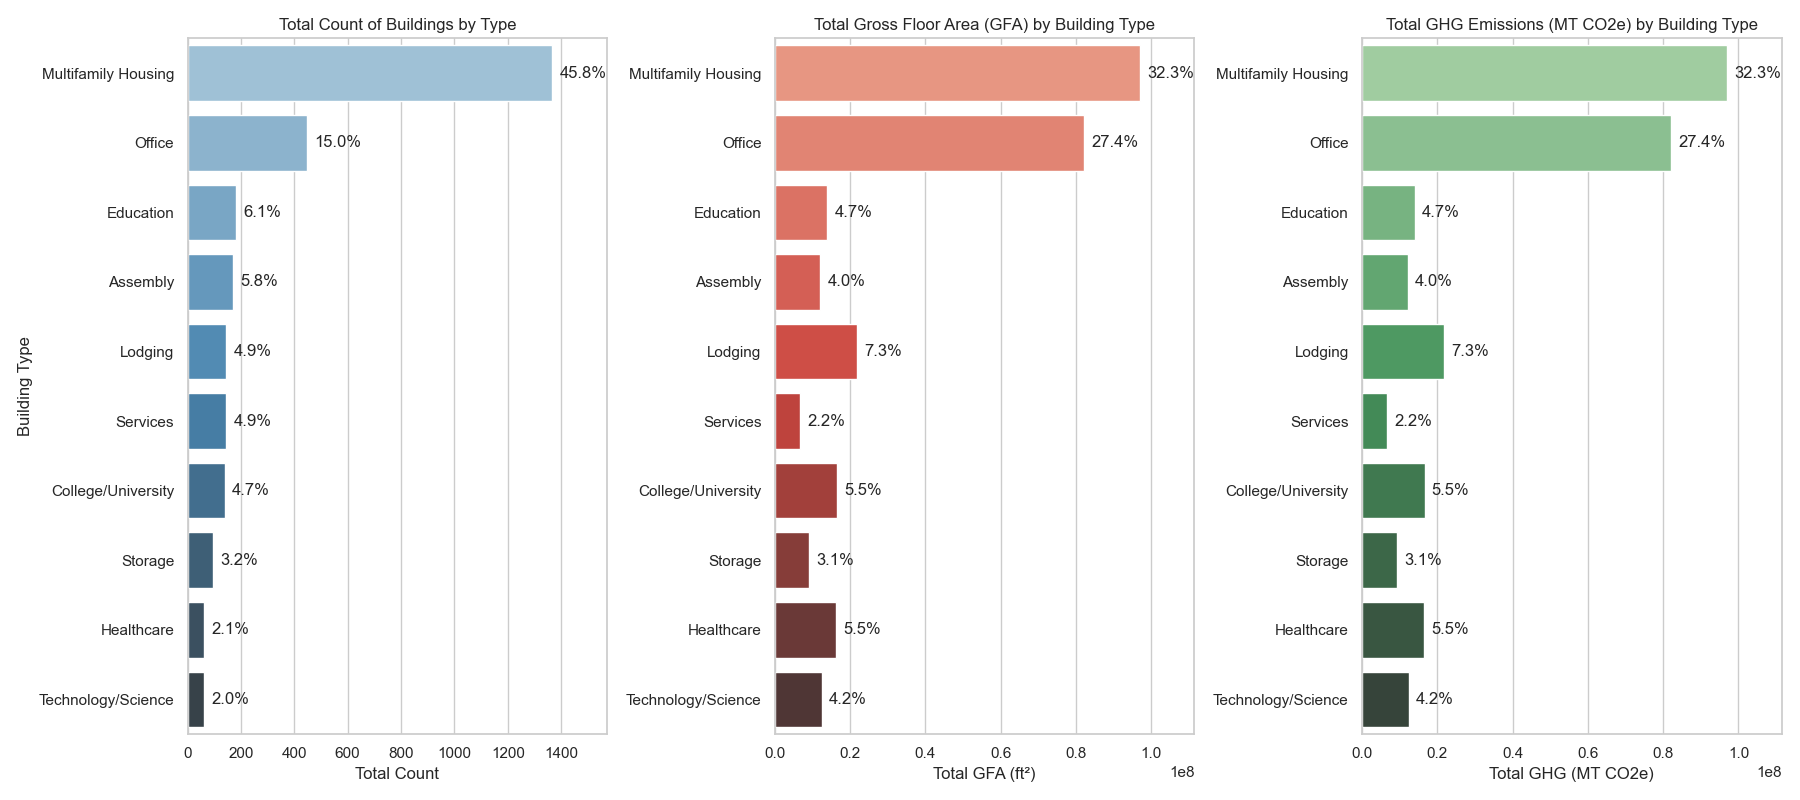 Total Count of Buildings by Type
Building Type
Multifamily Housing
45.8%
Office
15.0%
Education
6.1%
Assembly
5.8%
Lodging
4.9%
Services
4.9%
College/University
4.7%
Storage
3.2%
Healthcare
2.1%
Technology/Science
2.0%
0 200 400 600 800 1000 1200 1400
Total Count
Total Gross Floor Area (GFA) by Building Type
Multifamily Housing
32.3%
Office
27.4%
Education
4.7%
Assembly
4.0%
Lodging
7.3%
Services
2.2%
College/University
5.5%
Storage
3.1%
Healthcare
5.5%
Technology/Science
4.2%
0.0 0.2 0.4 0.6 0.8 1.0
1e8
Total GFA (ft²)
Total GHG Emissions (MT CO2e) by Building Type
Multifamily Housing
32.3%
Office
27.4%
Education
4.7%
Assembly
4.0%
Lodging
7.3%
Services
2.2%
College/University
5.5%
Storage
3.1%
Healthcare
5.5%
Technology/Science
4.2%
0.0 0.2 0.4 0.6 0.8 1.0
1e8
Total GHG (MT CO2e)